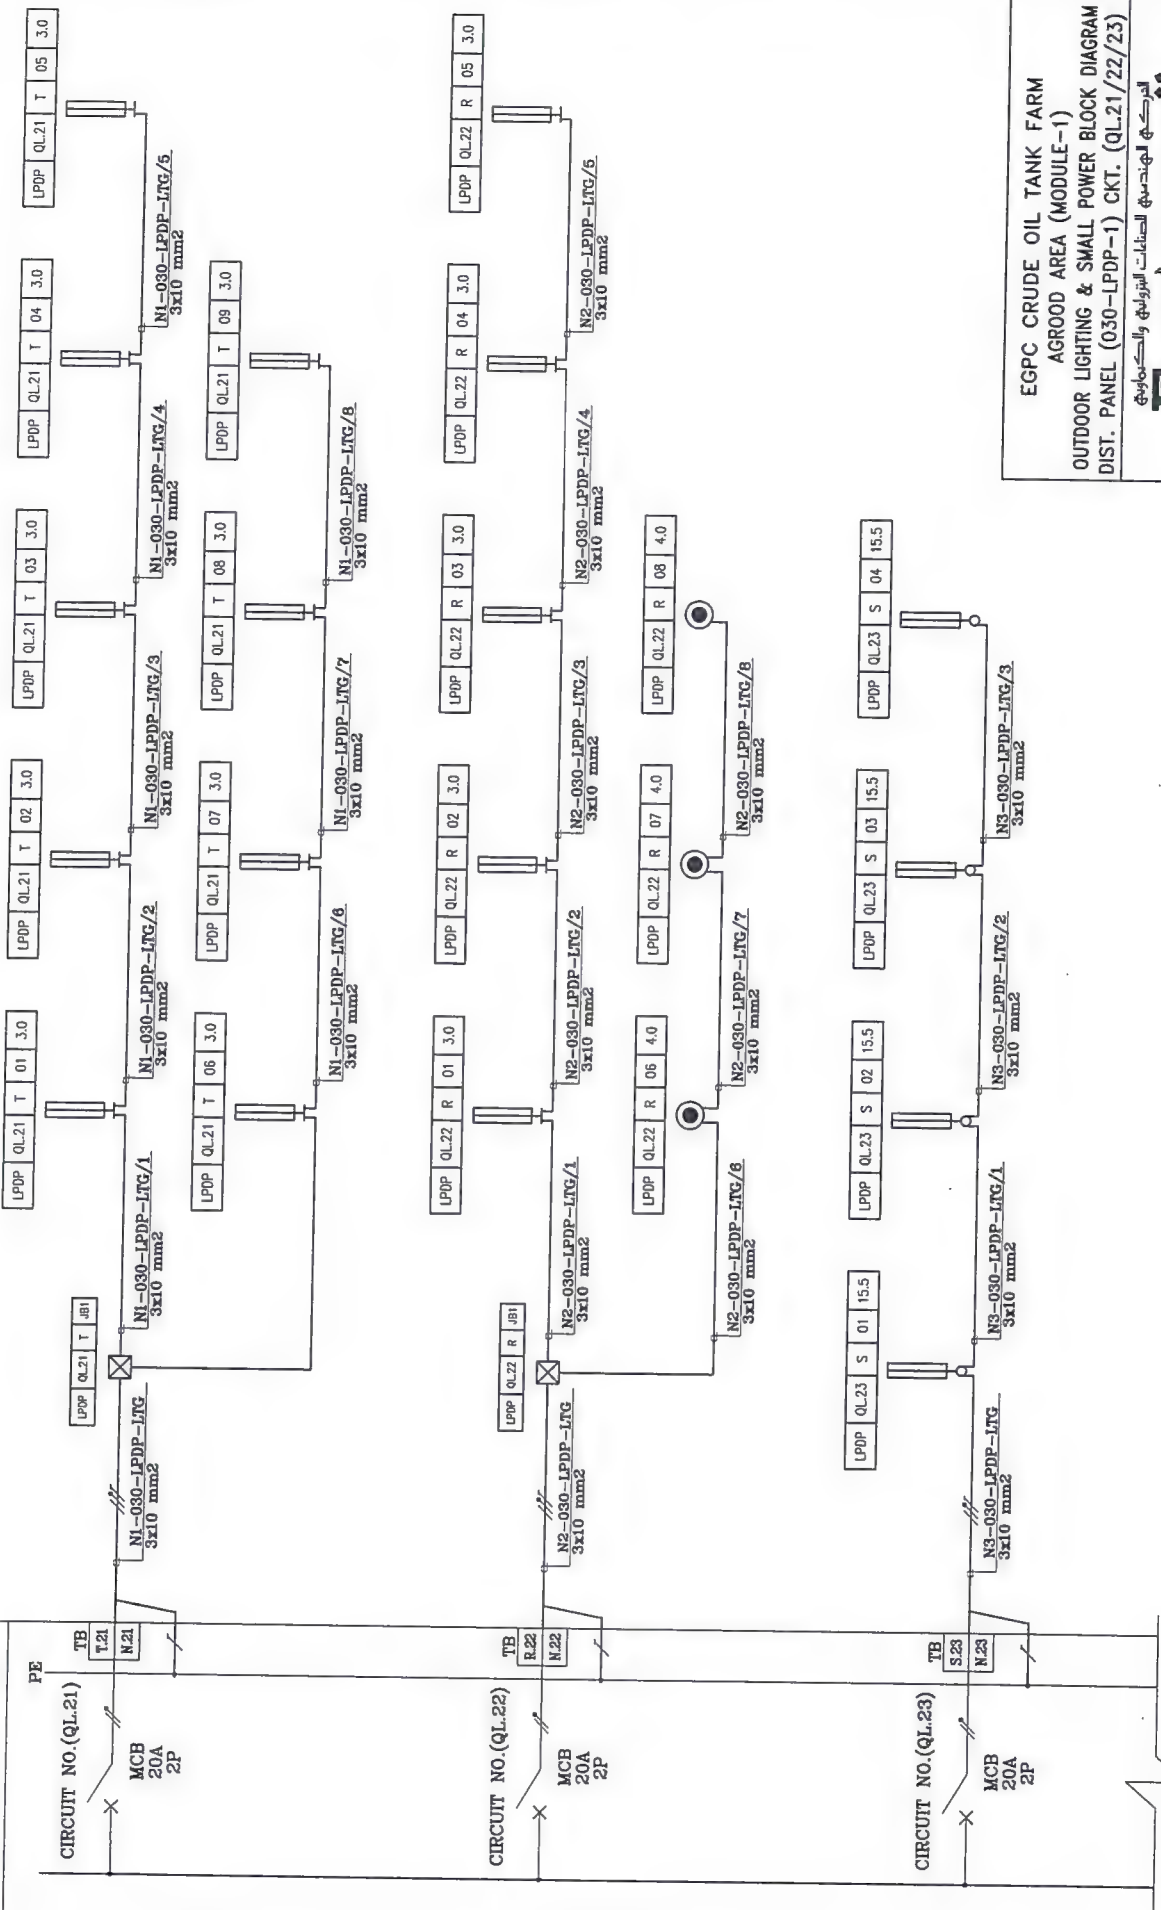 PE
CIRCUIT NO.(QL.21)
MCB
20A
2P
TB
T.21
N.21
N1-030-LPDP-LTG
3x10 mm2
LPDP QL.21 T JB1
N1-030-LPDP-LTG/1
3x10 mm2
LPDP QL.21 T 01 3.0
N1-030-LPDP-LTG/2
3x10 mm2
LPDP QL.21 T 02 3.0
N1-030-LPDP-LTG/3
3x10 mm2
LPDP QL.21 T 03 3.0
N1-030-LPDP-LTG/4
3x10 mm2
LPDP QL.21 T 04 3.0
N1-030-LPDP-LTG/5
3x10 mm2
LPDP QL.21 T 05 3.0
LPDP QL.21 T 06 3.0
N1-030-LPDP-LTG/6
3x10 mm2
LPDP QL.21 T 07 3.0
N1-030-LPDP-LTG/7
3x10 mm2
LPDP QL.21 T 08 3.0
N1-030-LPDP-LTG/8
3x10 mm2
LPDP QL.21 T 09 3.0
CIRCUIT NO.(QL.22)
MCB
20A
2P
TB
R.22
N.22
N2-030-LPDP-LTG
3x10 mm2
LPDP QL.22 R JB1
N2-030-LPDP-LTG/1
3x10 mm2
LPDP QL.22 R 01 3.0
N2-030-LPDP-LTG/2
3x10 mm2
LPDP QL.22 R 02 3.0
N2-030-LPDP-LTG/3
3x10 mm2
LPDP QL.22 R 03 3.0
N2-030-LPDP-LTG/4
3x10 mm2
LPDP QL.22 R 04 3.0
N2-030-LPDP-LTG/5
3x10 mm2
LPDP QL.22 R 05 3.0
N2-030-LPDP-LTG/6
3x10 mm2
LPDP QL.22 R 06 4.0
N2-030-LPDP-LTG/7
3x10 mm2
LPDP QL.22 R 07 4.0
N2-030-LPDP-LTG/8
3x10 mm2
LPDP QL.22 R 08 4.0
CIRCUIT NO.(QL.23)
MCB
20A
2P
TB
S.23
N.23
N3-030-LPDP-LTG
3x10 mm2
LPDP QL.23 S 01 15.5
N3-030-LPDP-LTG/1
3x10 mm2
LPDP QL.23 S 02 15.5
N3-030-LPDP-LTG/2
3x10 mm2
LPDP QL.23 S 03 15.5
N3-030-LPDP-LTG/3
3x10 mm2
LPDP QL.23 S 04 15.5
EGPC CRUDE OIL TANK FARM
AGROOD AREA (MODULE-1)
OUTDOOR LIGHTING & SMALL POWER BLOCK DIAGRAM
DIST. PANEL (030-LPDP-1) CKT. (QL.21/22/23)